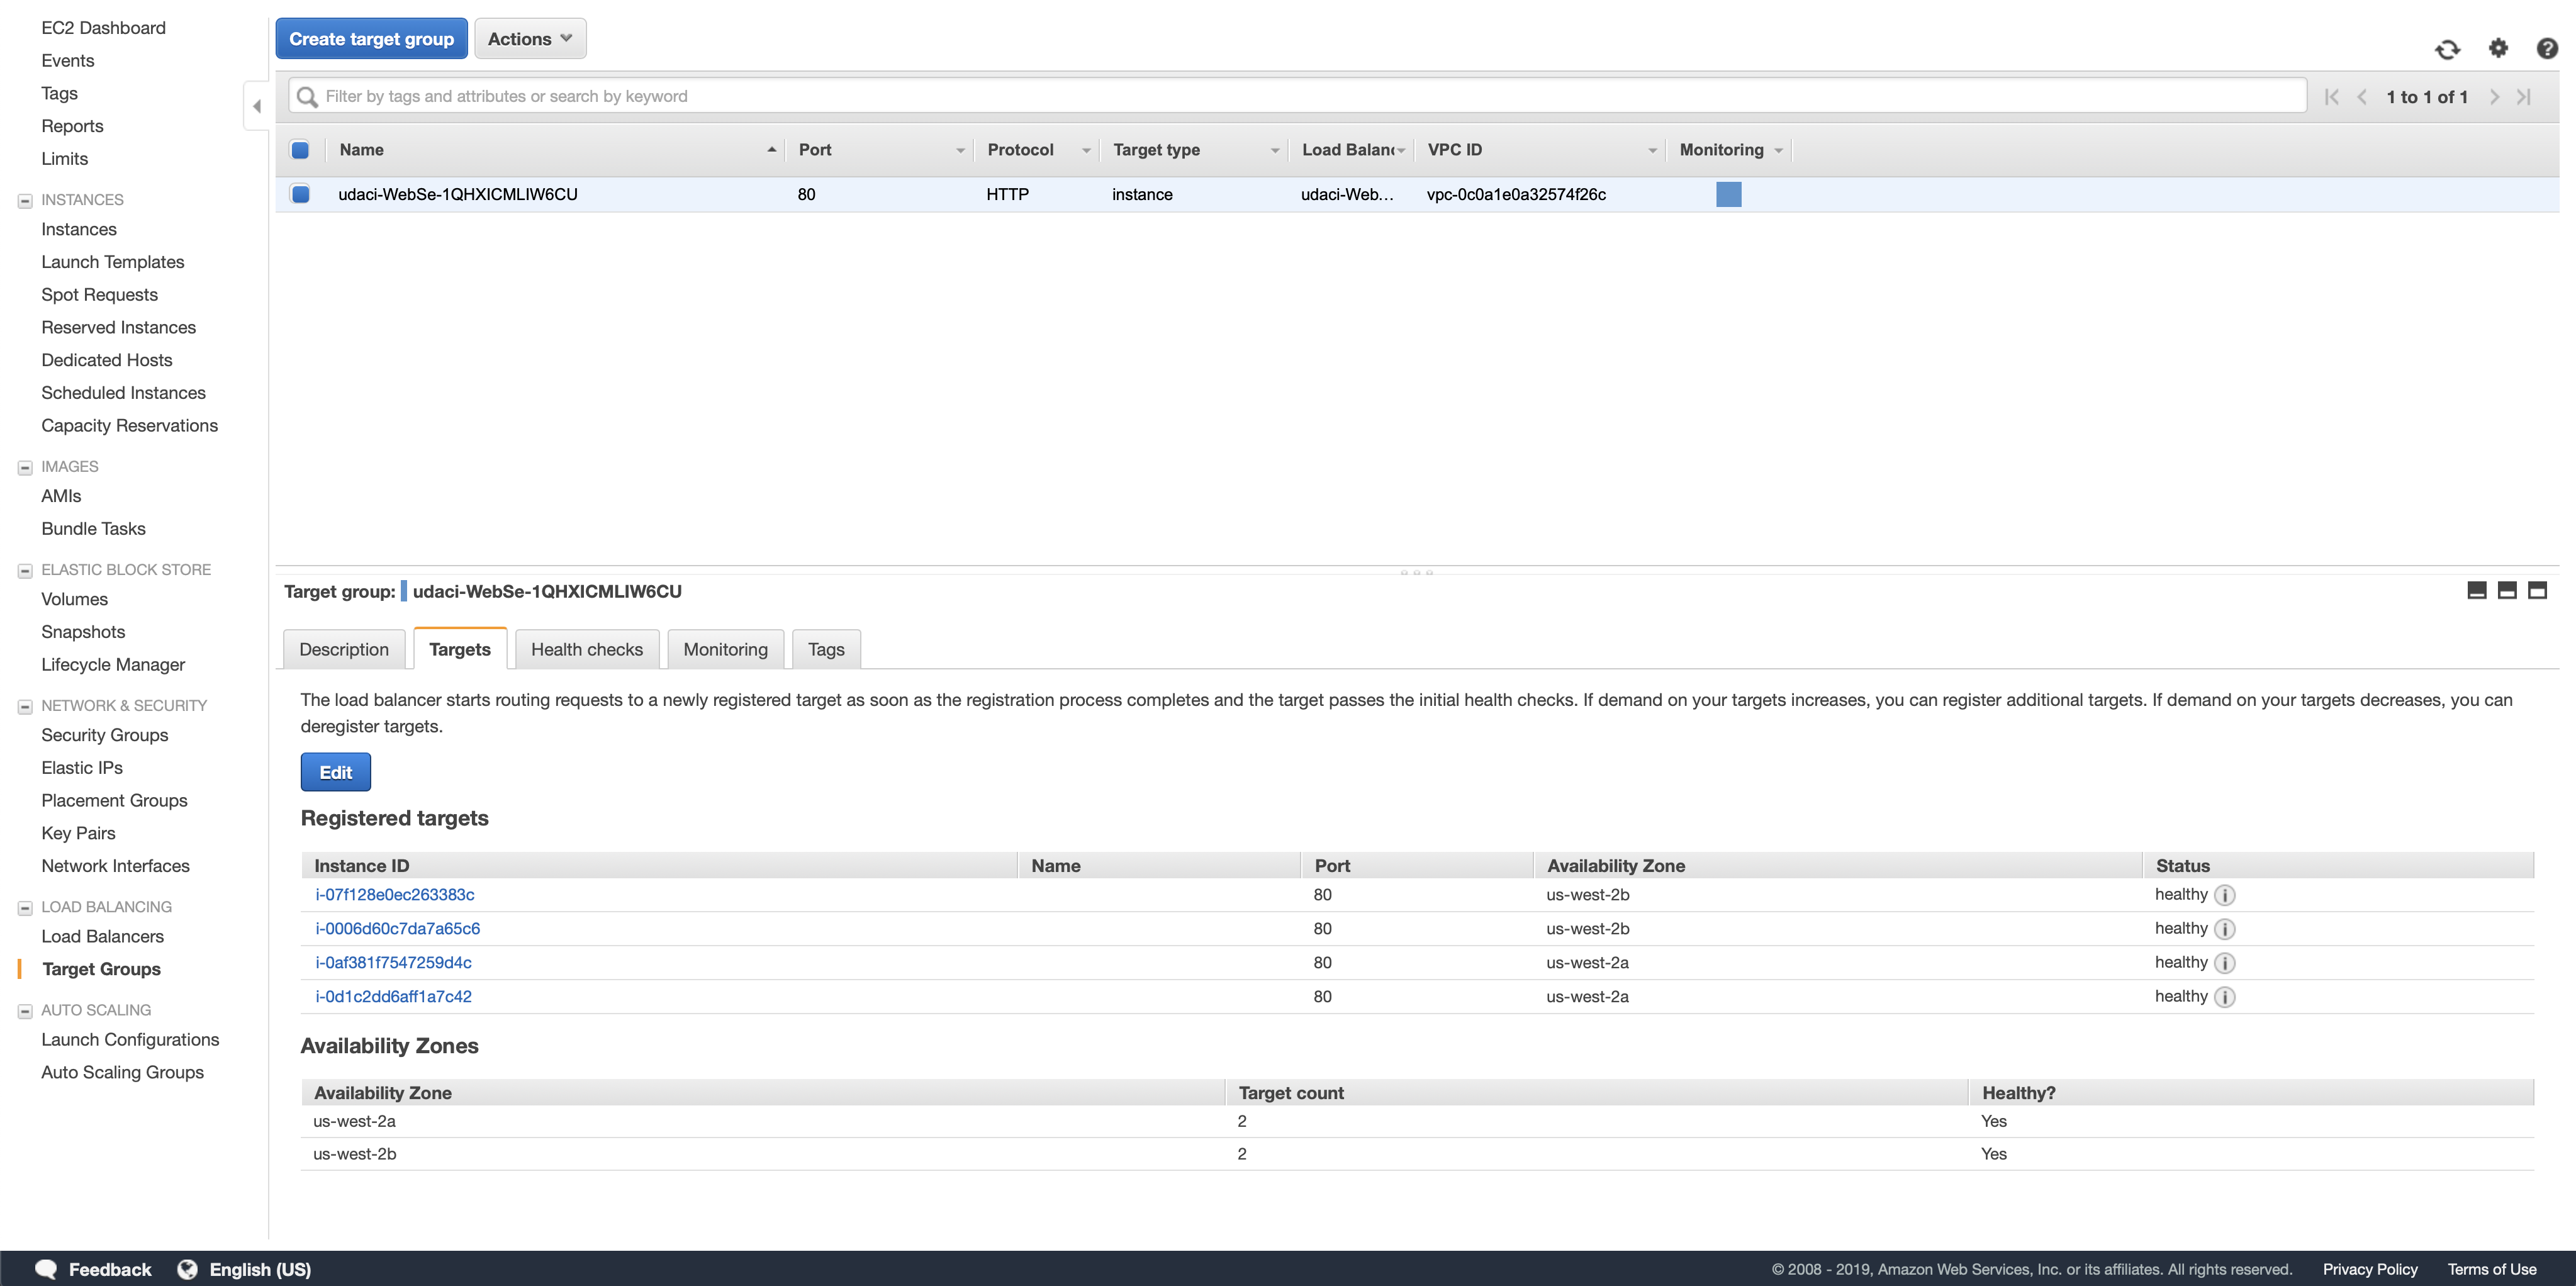 EC2 Dashboard
Events
Tags
Reports
Limits
INSTANCES
Instances
Launch Templates
Spot Requests
Reserved Instances
Dedicated Hosts
Scheduled Instances
Capacity Reservations
IMAGES
AMIs
Bundle Tasks
ELASTIC BLOCK STORE
Volumes
Snapshots
Lifecycle Manager
NETWORK & SECURITY
Security Groups
Elastic IPs
Placement Groups
Key Pairs
Network Interfaces
LOAD BALANCING
Load Balancers
Target Groups
AUTO SCALING
Launch Configurations
Auto Scaling Groups
Create target group Actions
Filter by tags and attributes or search by keyword 1 to 1 of 1
Name Port Protocol Target type Load Balanc VPC ID Monitoring
udaci-WebSe-1QHXICMLIW6CU 80 HTTP instance udaci-Web... vpc-0c0a1e0a32574f26c
Target group: udaci-WebSe-1QHXICMLIW6CU
Description Targets Health checks Monitoring Tags
The load balancer starts routing requests to a newly registered target as soon as the registration process completes and the target passes the initial health checks. If demand on your targets increases, you can register additional targets. If demand on your targets decreases, you can
deregister targets.
Edit
Registered targets
Instance ID Name Port Availability Zone Status
i-07f128e0ec263383c 80 us-west-2b healthy
i-0006d60c7da7a65c6 80 us-west-2b healthy
i-0af381f7547259d4c 80 us-west-2a healthy
i-0d1c2dd6aff1a7c42 80 us-west-2a healthy
Availability Zones
Availability Zone Target count Healthy?
us-west-2a 2 Yes
us-west-2b 2 Yes
Feedback English (US) © 2008 - 2019, Amazon Web Services, Inc. or its affiliates. All rights reserved. Privacy Policy Terms of Use